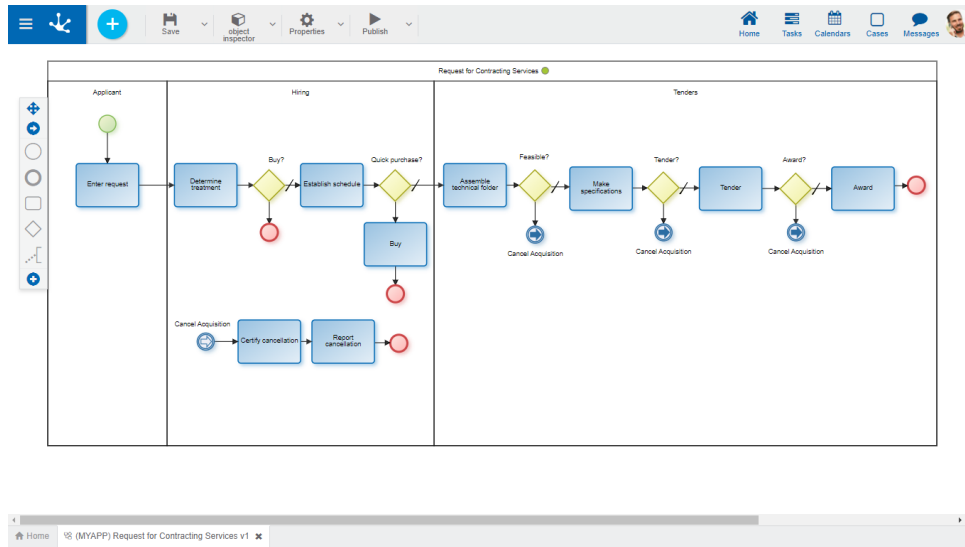 Save
object
inspector
Properties
Publish
Home
Tasks
Calendars
Cases
Messages
Request for Contracting Services
Applicant
Hiring
Tenders
Buy?
Quick purchase?
Feasible?
Tender?
Award?
Enter request
Determine
treatment
Establish schedule
Assemble
technical folder
Make
specifications
Tender
Award
Buy
Cancel Acquisition
Cancel Acquisition
Cancel Acquisition
Cancel Acquisition
Certify cancellation
Report
cancellation
Home
(MYAPP) Request for Contracting Services v1